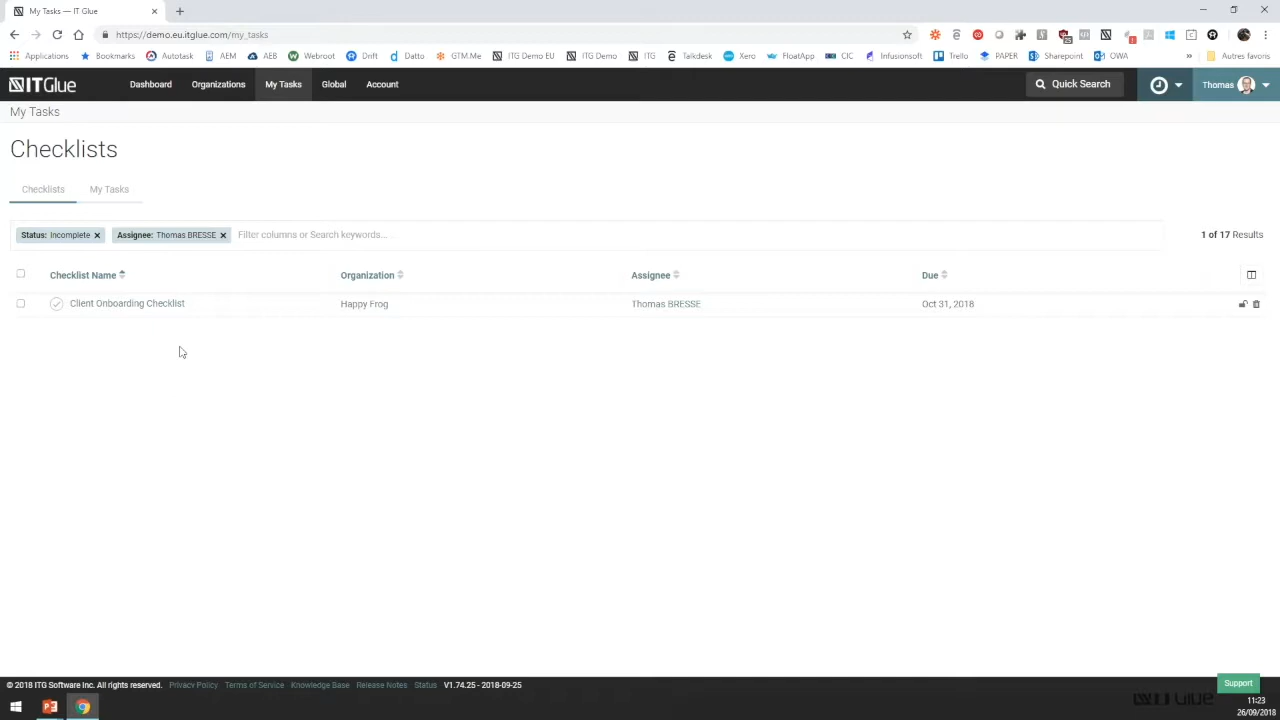 My Tasks — IT Glue
https://demo.eu.itglue.com/my_tasks
Applications Bookmarks Autotask AEM AEB Webroot Drift Datto GTM.Me ITG Demo EU ITG Demo ITG Talkdesk Xero FloatApp CIC Infusionsoft Trello PAPER Sharepoint OWA » Autres favoris
ITGlue Dashboard Organizations My Tasks Global Account Quick Search Thomas
My Tasks
Checklists
Checklists My Tasks
Status: Incomplete × Assignee: Thomas BRESSE × Filter columns or Search keywords... 1 of 17 Results
Checklist Name Organization Assignee Due
Client Onboarding Checklist Happy Frog Thomas BRESSE Oct 31, 2018
© 2018 ITG Software Inc. All rights reserved. Privacy Policy Terms of Service Knowledge Base Release Notes Status V1.74.25 - 2018-09-25 Support
IT Glue
11:23
26/09/2018